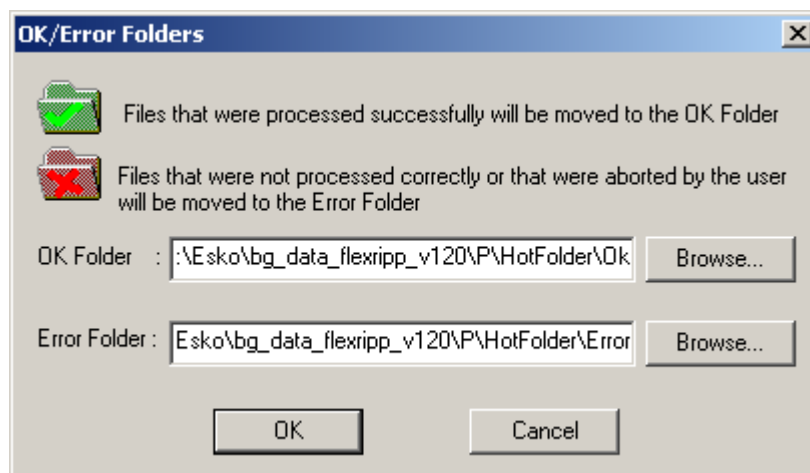 OK/Error Folders
Files that were processed successfully will be moved to the OK Folder
Files that were not processed correctly or that were aborted by the user
will be moved to the Error Folder
OK Folder : :\Esko\bg_data_flexripp_v120\P\HotFolder\Ok Browse...
Error Folder : Esko\bg_data_flexripp_v120\P\HotFolder\Error Browse...
OK Cancel